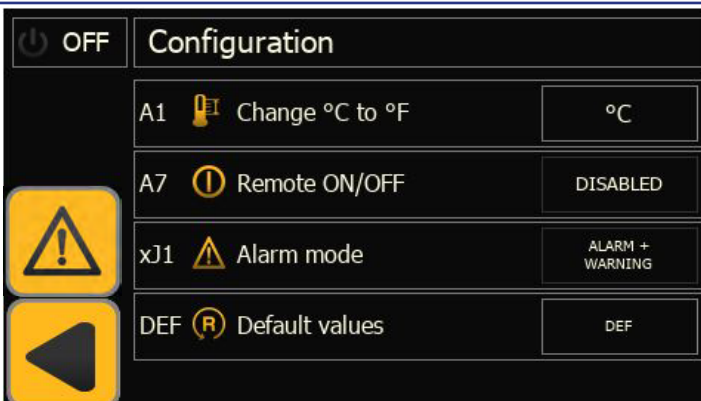 OFF Configuration
A1 Change °C to °F °C
A7 Remote ON/OFF DISABLED
xJ1 Alarm mode ALARM +
WARNING
DEF R Default values DEF